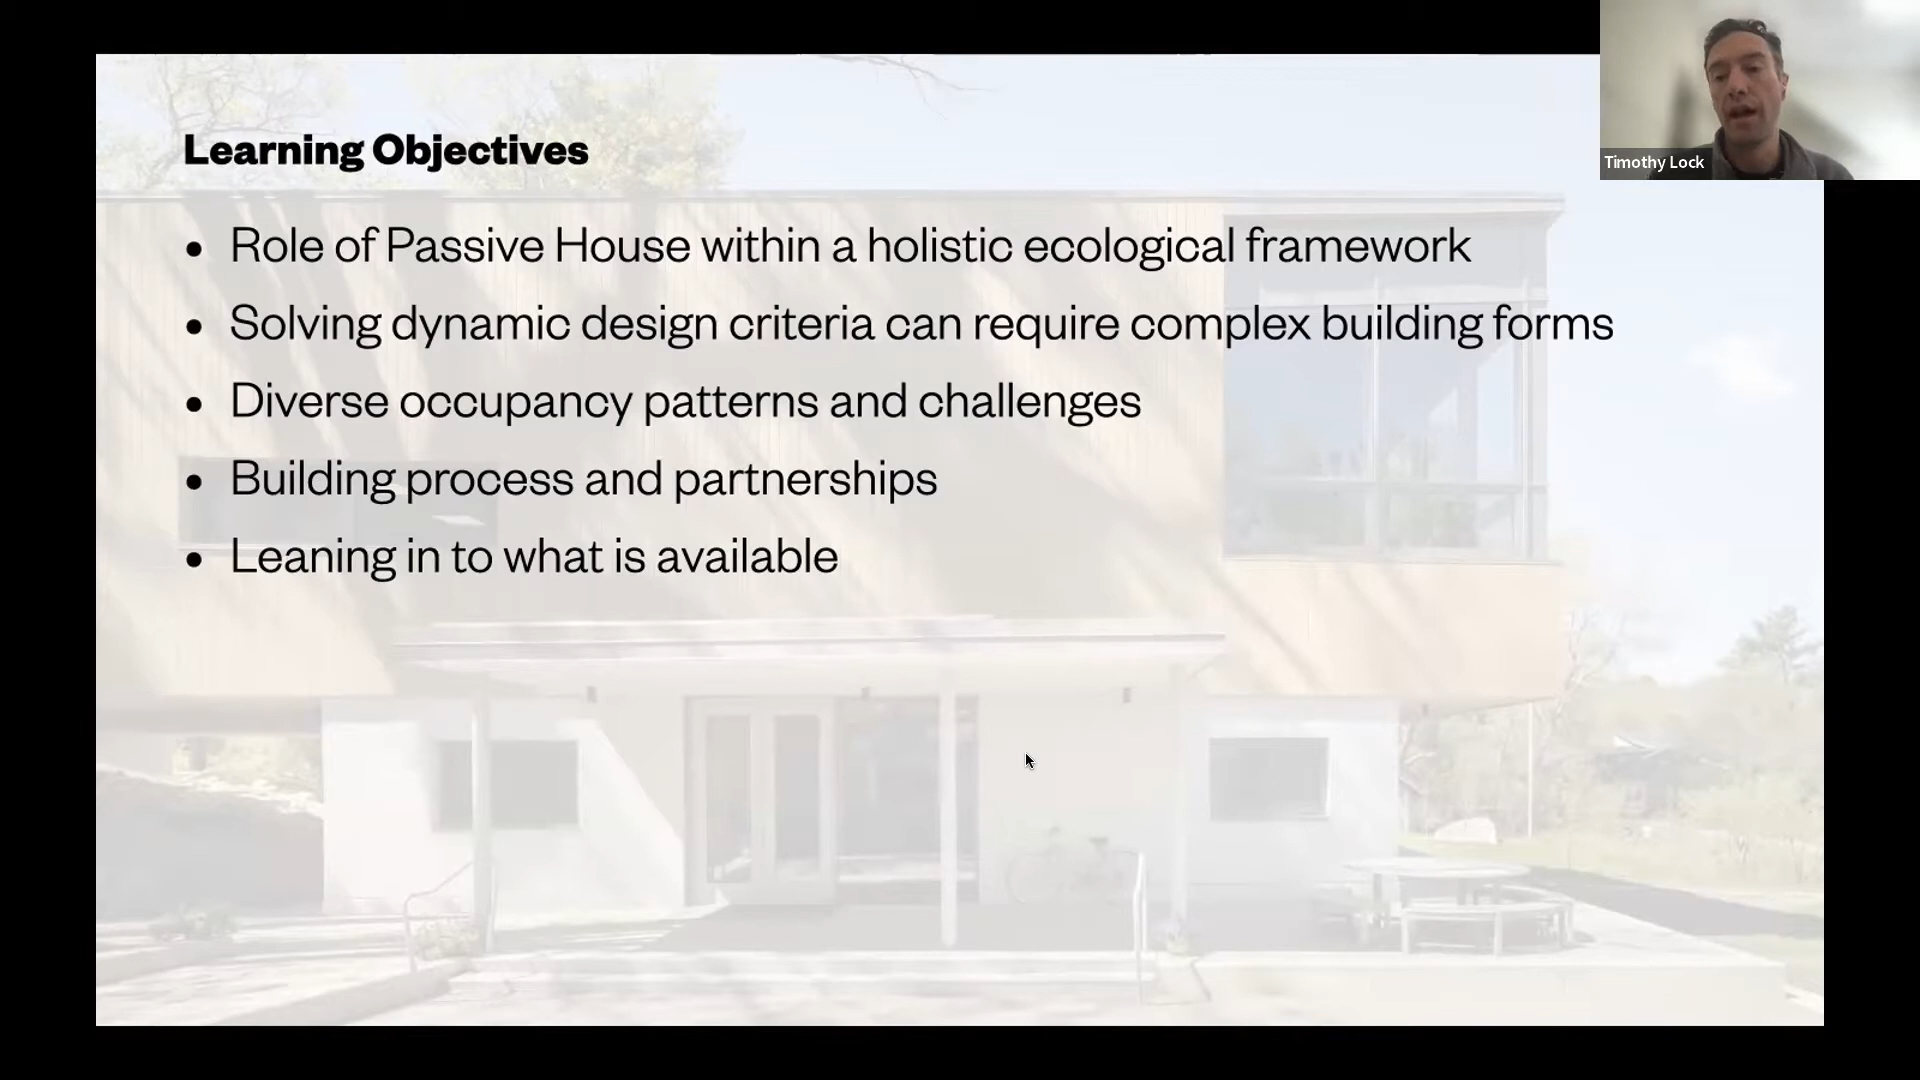 Learning Objectives
• Role of Passive House within a holistic ecological framework
• Solving dynamic design criteria can require complex building forms
• Diverse occupancy patterns and challenges
• Building process and partnerships
• Leaning in to what is available
Timothy Lock